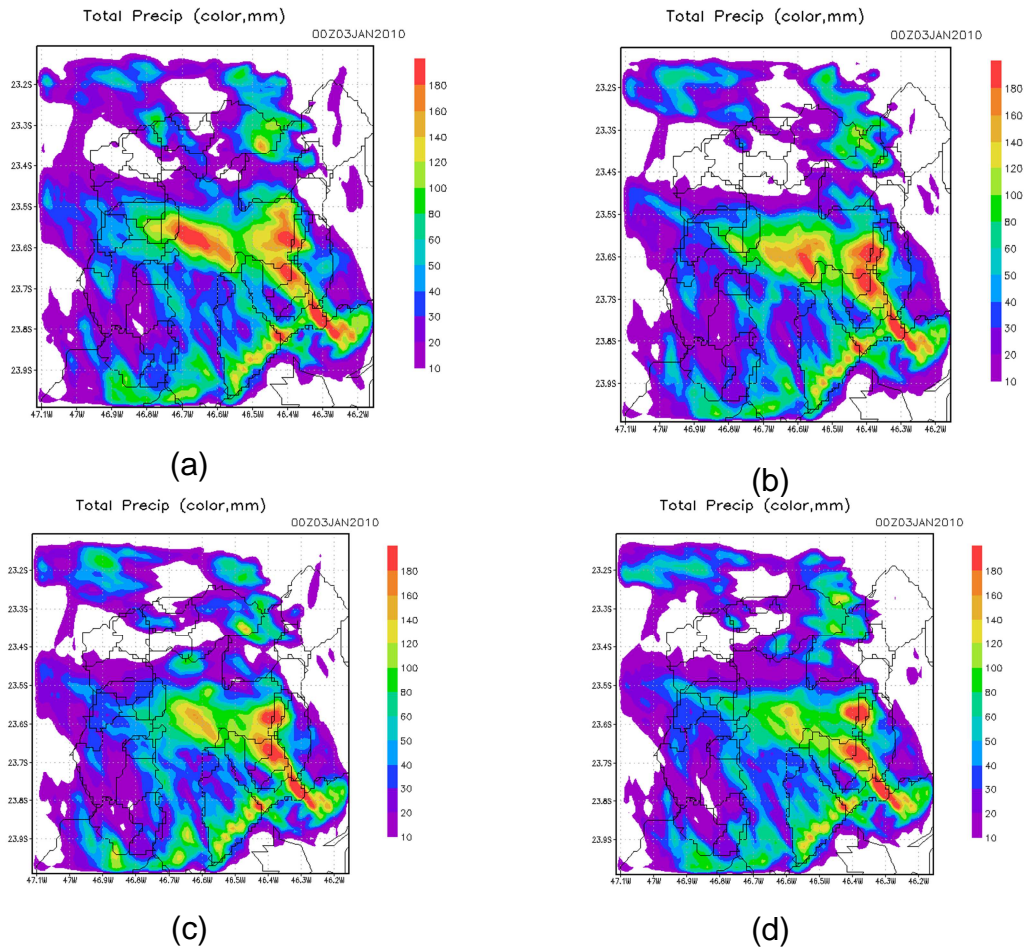 Total Precip (color,mm)
00Z03JAN2010
23.2S
23.3S
23.4S
23.5S
23.6S
23.7S
23.8S
23.9S
47.1W 47W 46.9W 46.8W 46.7W 46.6W 46.5W 46.4W 46.3W 46.2W
180
160
140
120
100
80
60
50
40
30
20
10
(a)
Total Precip (color,mm)
00Z03JAN2010
23.2S
23.3S
23.4S
23.5S
23.6S
23.7S
23.8S
23.9S
47.1W 47W 46.9W 46.8W 46.7W 46.6W 46.5W 46.4W 46.3W 46.2W
180
160
140
120
100
80
60
50
40
30
20
10
(b)
Total Precip (color,mm)
00Z03JAN2010
23.2S
23.3S
23.4S
23.5S
23.6S
23.7S
23.8S
23.9S
47.1W 47W 46.9W 46.8W 46.7W 46.6W 46.5W 46.4W 46.3W 46.2W
180
160
140
120
100
80
60
50
40
30
20
10
(c)
Total Precip (color,mm)
00Z03JAN2010
23.2S
23.3S
23.4S
23.5S
23.6S
23.7S
23.8S
23.9S
47.1W 47W 46.9W 46.8W 46.7W 46.6W 46.5W 46.4W 46.3W 46.2W
180
160
140
120
100
80
60
50
40
30
20
10
(d)